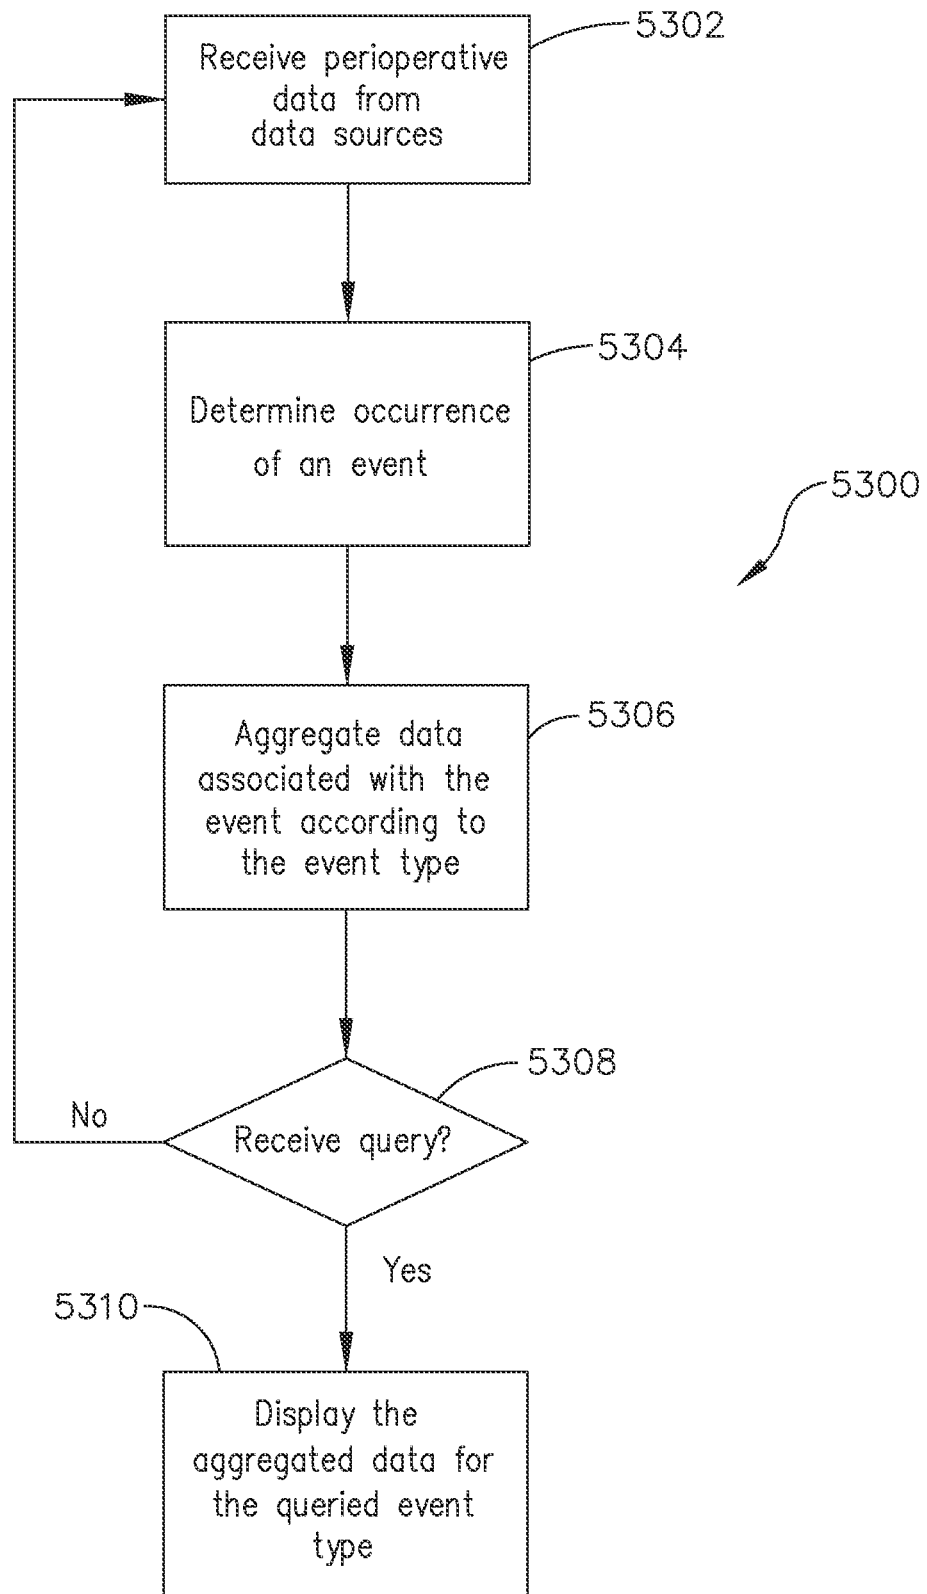 5302
Receive perioperative
data from
data sources
5304
Determine occurrence
of an event
5300
5306
Aggregate data
associated with the
event according to
the event type
5308
No
Receive query?
Yes
5310
Display the
aggregated data for
the queried event
type